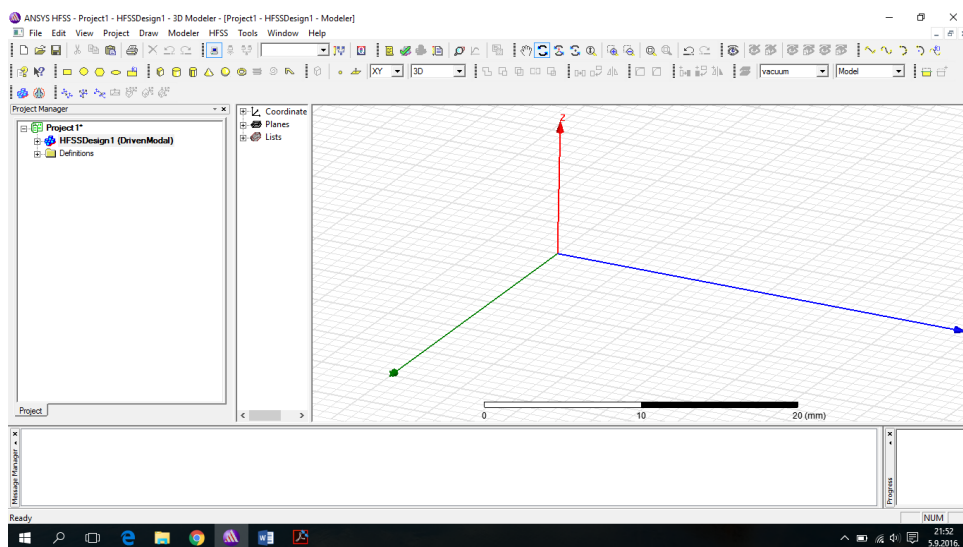 ANSYS HFSS - Project1 - HFSSDesign1 - 3D Modeler - [Project1 - HFSSDesign1 - Modeler]
File Edit View Project Draw Modeler HFSS Tools Window Help
XY 3D vacuum Model
Project Manager
Project1*
HFSSDesign1 (DrivenModal)
Definitions
Project
Coordinate
Planes
Lists
Z
0 10 20 (mm)
Message Manager
Progress
Ready
NUM
21:52
5.9.2016.